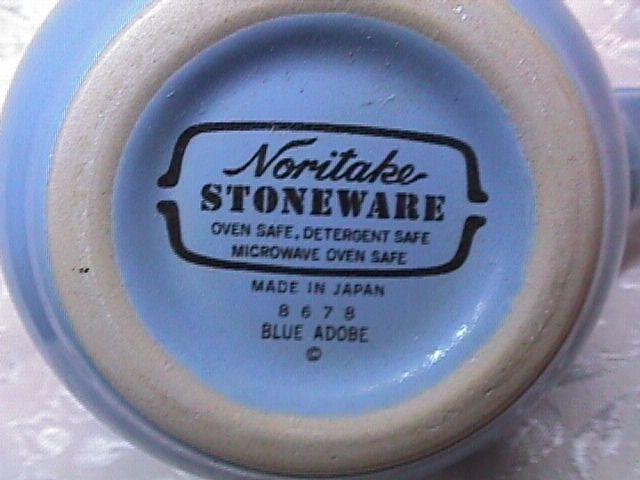 Noritake
STONEWARE
OVEN SAFE, DETERGENT SAFE
MICROWAVE OVEN SAFE
MADE IN JAPAN
8678
BLUE ADOBE
©